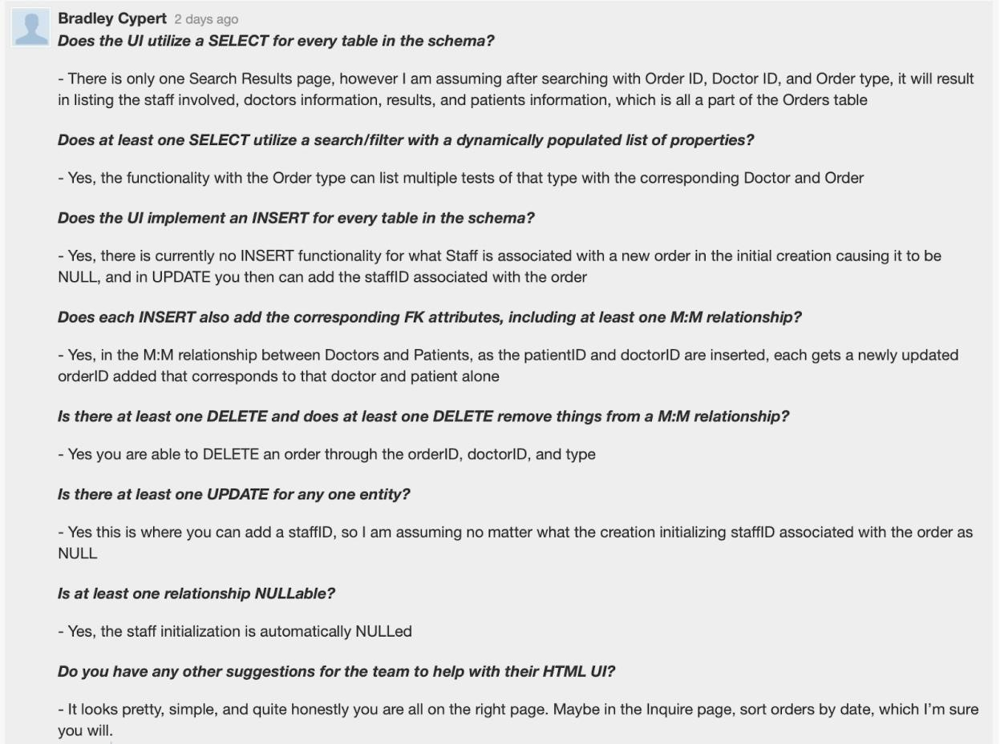 Bradley Cypert 2 days ago
Does the UI utilize a SELECT for every table in the schema?
- There is only one Search Results page, however I am assuming after searching with Order ID, Doctor ID, and Order type, it will result
in listing the staff involved, doctors information, results, and patients information, which is all a part of the Orders table
Does at least one SELECT utilize a search/filter with a dynamically populated list of properties?
- Yes, the functionality with the Order type can list multiple tests of that type with the corresponding Doctor and Order
Does the UI implement an INSERT for every table in the schema?
- Yes, there is currently no INSERT functionality for what Staff is associated with a new order in the initial creation causing it to be
NULL, and in UPDATE you then can add the staffID associated with the order
Does each INSERT also add the corresponding FK attributes, including at least one M:M relationship?
- Yes, in the M:M relationship between Doctors and Patients, as the patientID and doctorID are inserted, each gets a newly updated
orderID added that corresponds to that doctor and patient alone
Is there at least one DELETE and does at least one DELETE remove things from a M:M relationship?
- Yes you are able to DELETE an order through the orderID, doctorID, and type
Is there at least one UPDATE for any one entity?
- Yes this is where you can add a staffID, so I am assuming no matter what the creation initializing staffID associated with the order as
NULL
Is at least one relationship NULLable?
- Yes, the staff initialization is automatically NULLed
Do you have any other suggestions for the team to help with their HTML UI?
- It looks pretty, simple, and quite honestly you are all on the right page. Maybe in the Inquire page, sort orders by date, which I'm sure
you will.